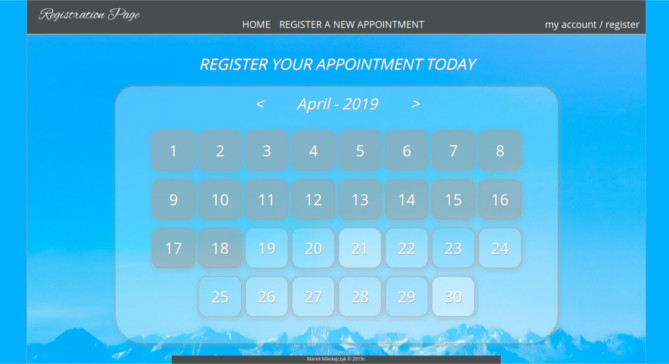 Registration Page
HOME REGISTER A NEW APPOINTMENT my account / register
REGISTER YOUR APPOINTMENT TODAY
< April - 2019 >
1 2 3 4 5 6 7 8
9 10 11 12 13 14 15 16
17 18 19 20 21 22 23 24
25 26 27 28 29 30
Marek Mikołajczyk © 2019r.